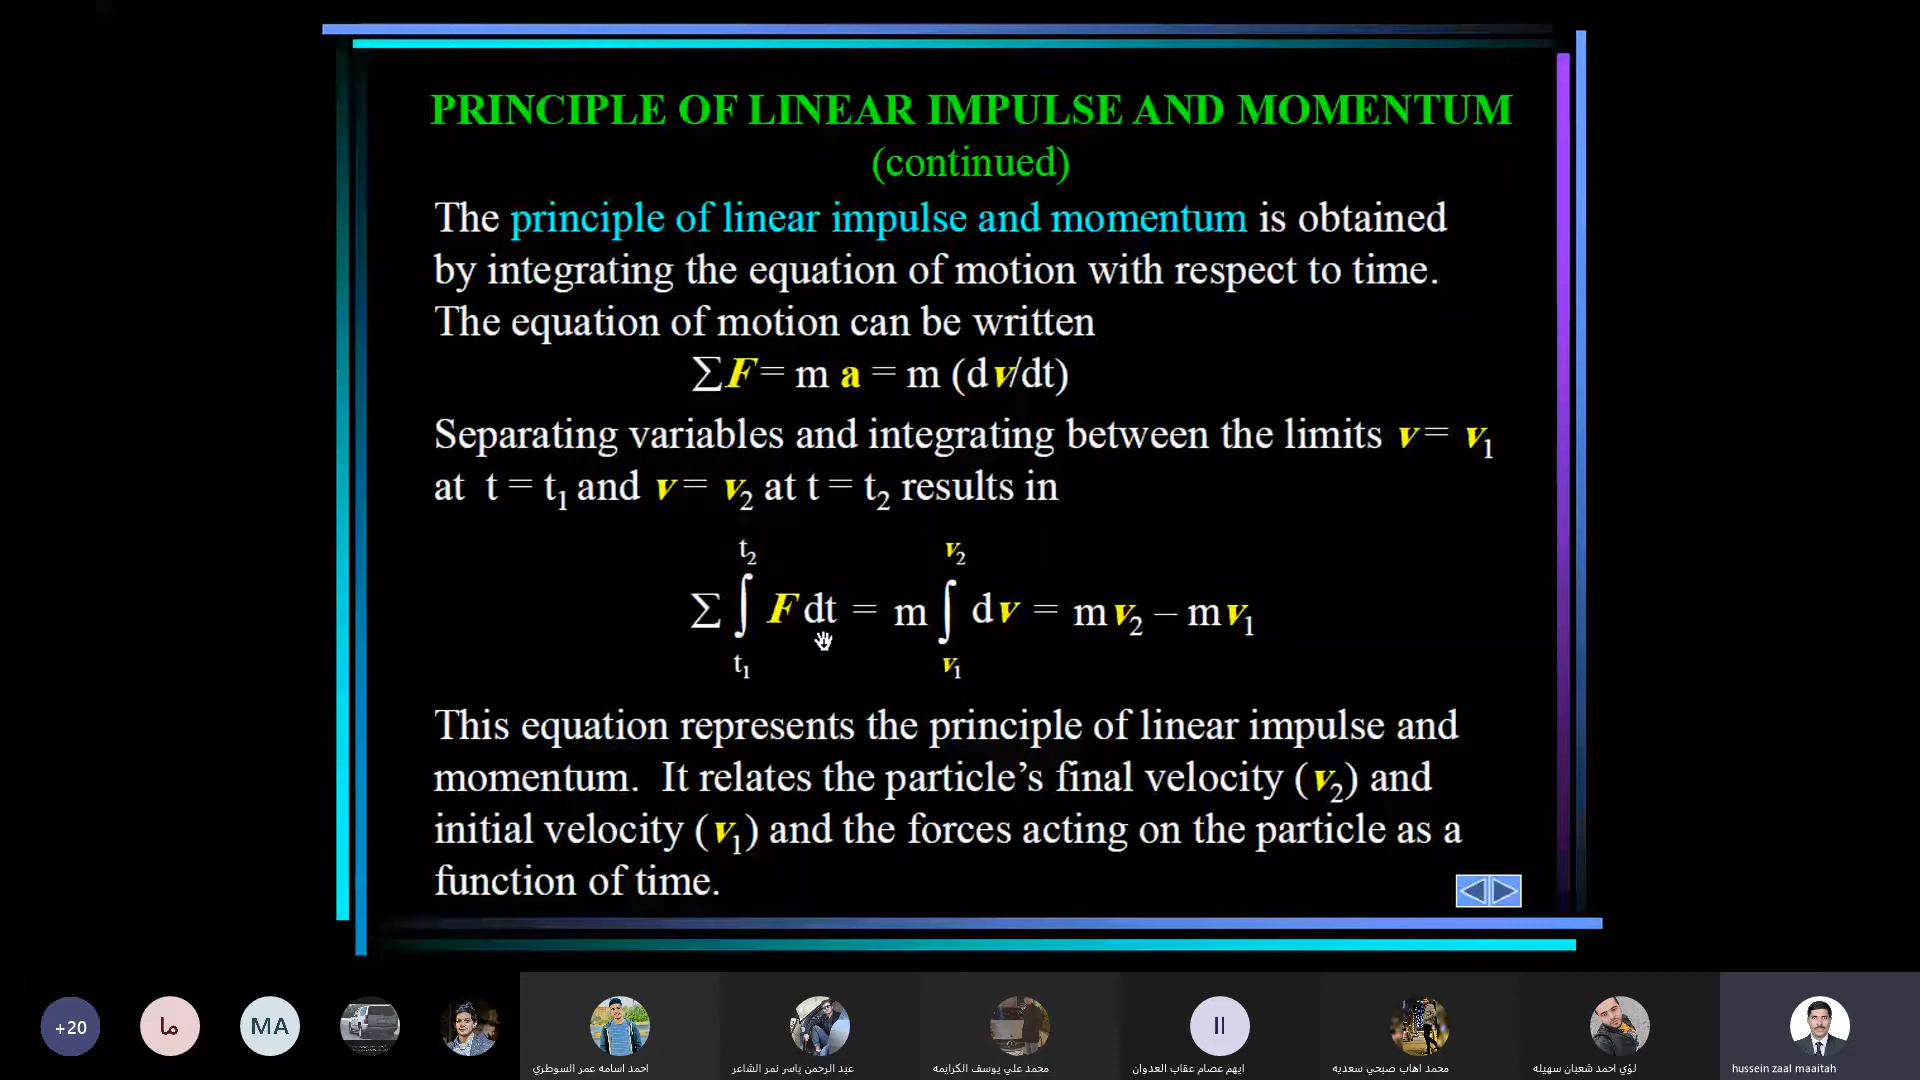 PRINCIPLE OF LINEAR IMPULSE AND MOMENTUM
(continued)
The principle of linear impulse and momentum is obtained
by integrating the equation of motion with respect to time.
The equation of motion can be written
∑F = m a = m (dv/dt)
Separating variables and integrating between the limits v = v₁
at t = t₁ and v = v₂ at t = t₂ results in
t₂ v₂
∑ ∫ F dt = m ∫ dv = mv₂ – mv₁
t₁ v₁
This equation represents the principle of linear impulse and
momentum. It relates the particle’s final velocity (v₂) and
initial velocity (v₁) and the forces acting on the particle as a
function of time.
+20
ما
MA
احمد اسامه عمر السوطري
عبد الرحمن ياسر نمر الشاعر
محمد علي يوسف الكرايمه
ايهم عصام عقاب العدوان
محمد اهاب صبحي سعديه
لؤي احمد شعبان سهيله
hussein zaal maaitah